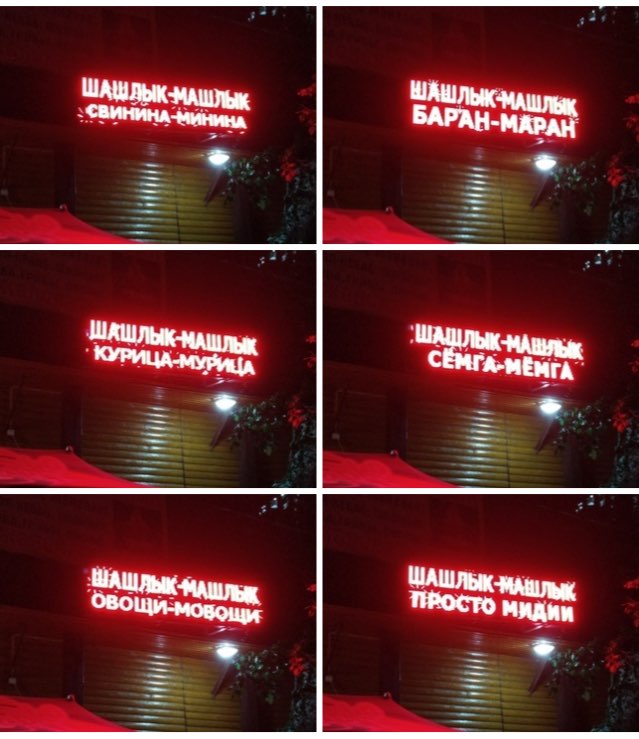 ШАШЛЫК-МАШЛЫК
СВИНИНА-МИНИНА
ШАШЛЫК-МАШЛЫК
БАРАН-МАРАН
ШАШЛЫК-МАШЛЫК
КУРИЦА-МУРИЦА
ШАШЛЫК-МАШЛЫК
СЁМГА-МЁМГА
ШАШЛЫК-МАШЛЫК
ОВОЩИ-МОВОЩИ
ШАШЛЫК-МАШЛЫК
ПРОСТО МИДИИ